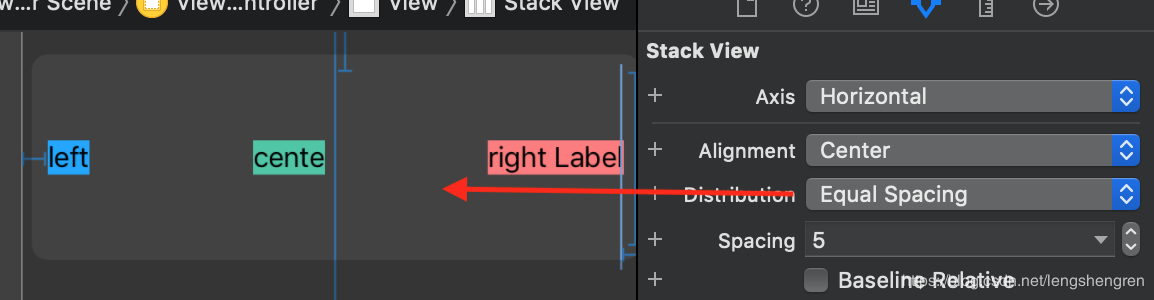 w...r Scene
View...ntroller
View
Stack View
left
cente
right Label
Stack View
Axis
Horizontal
Alignment
Center
Distribution
Equal Spacing
Spacing
5
Baseline Relative
https://blog.csdn.net/lengshengren